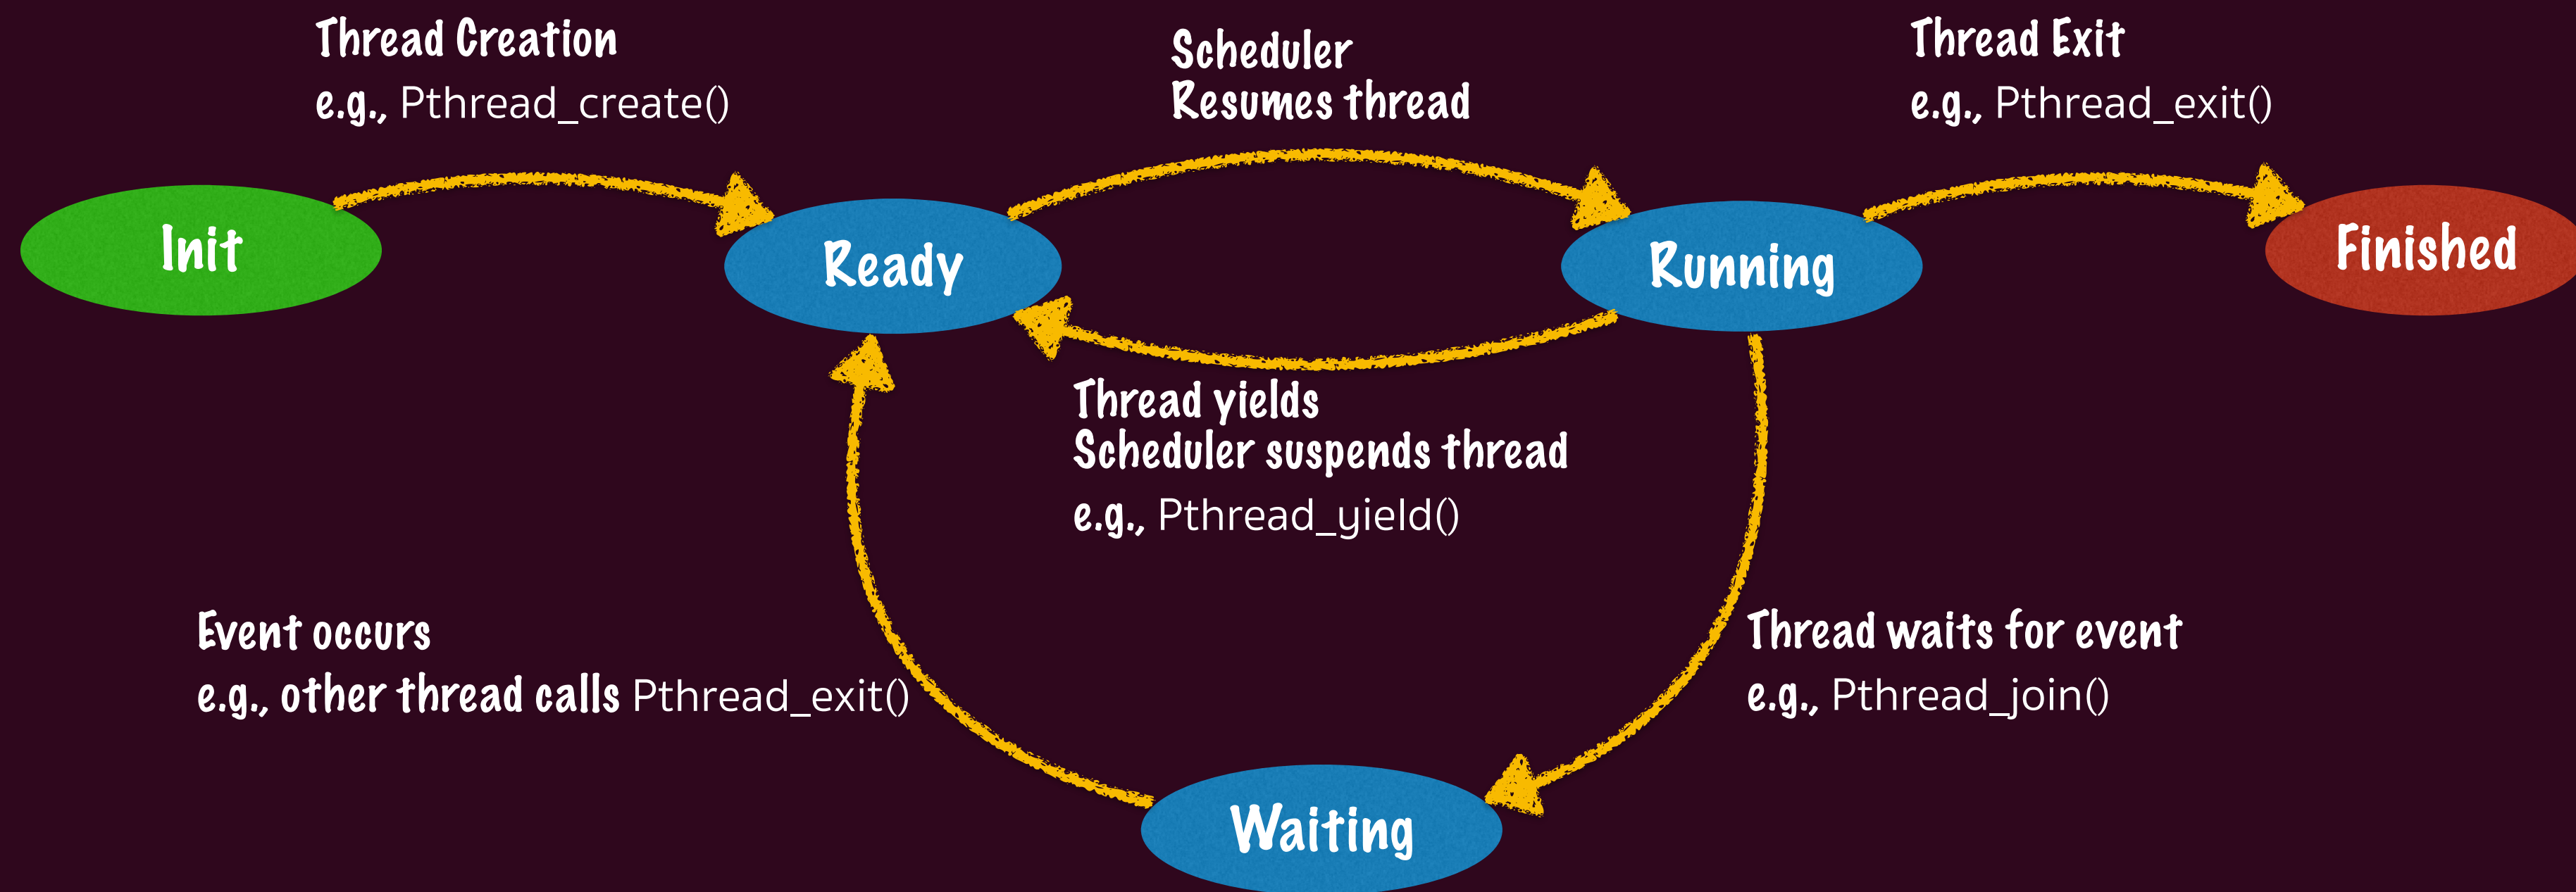 Thread Creation
e.g., Pthread_create()
Scheduler
Resumes thread
Thread Exit
e.g., Pthread_exit()
Init
Ready
Running
Finished
Thread yields
Scheduler suspends thread
e.g., Pthread_yield()
Event occurs
e.g., other thread calls Pthread_exit()
Thread waits for event
e.g., Pthread_join()
Waiting